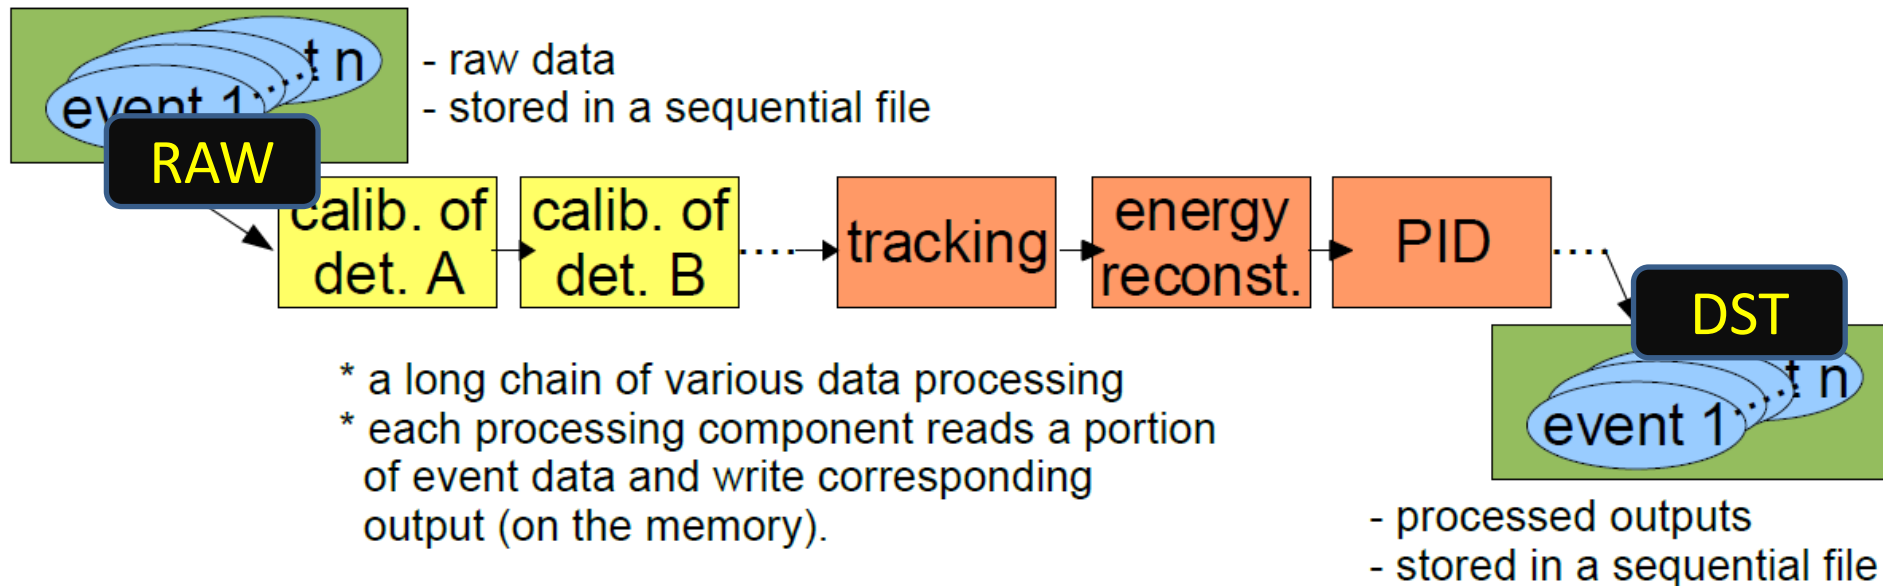 t n
event 1
RAW
- raw data
- stored in a sequential file
calib. of
det. A
calib. of
det. B
....
tracking
energy
reconst.
PID
....
DST
t n
event 1
* a long chain of various data processing
* each processing component reads a portion
of event data and write corresponding
output (on the memory).
- processed outputs
- stored in a sequential file